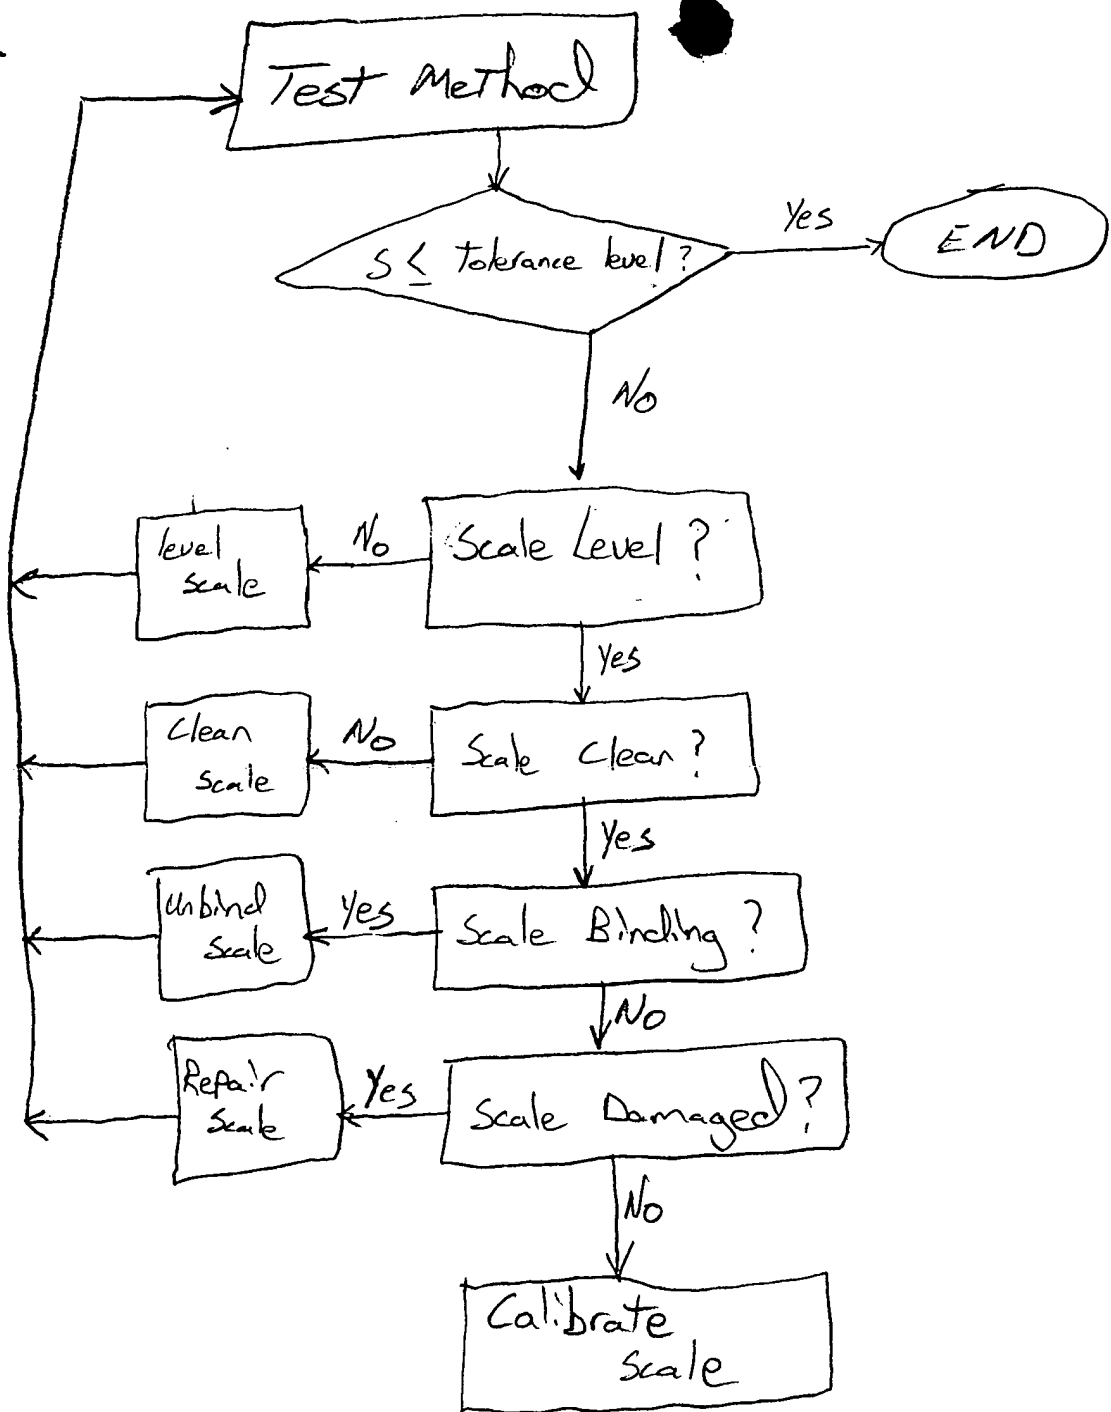 Test Method
S ≤ Tolerance level?
Yes
END
No
Scale Level?
No
level
scale
Yes
Scale Clean?
No
Clean
scale
Yes
Scale Binding?
Yes
Unbind
Scale
No
Scale Damaged?
Yes
Repair
Scale
No
Calibrate
Scale